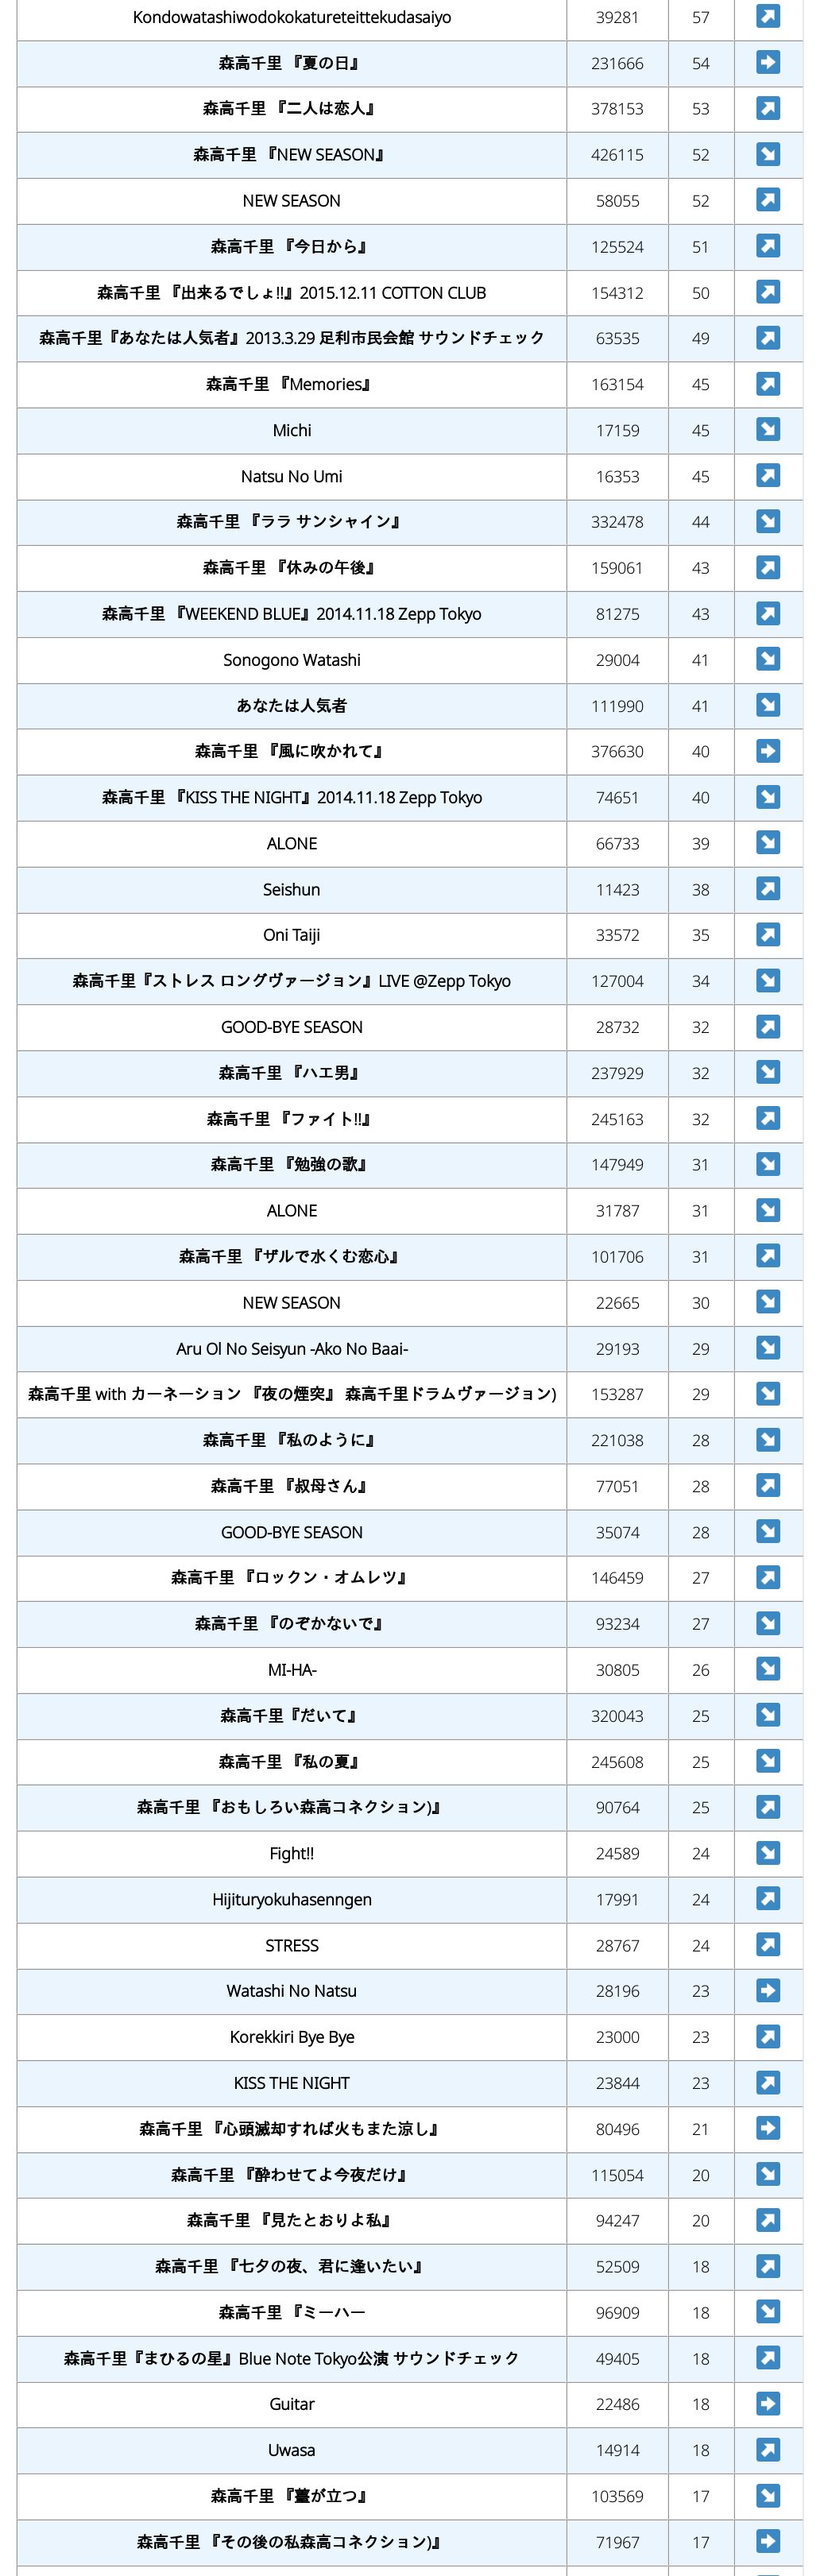 Kondowatashiwodokokatureteittekudasaiyo 39281 57 ↗
森高千里 『夏の日』 231666 54 ➡
森高千里 『二人は恋人』 378153 53 ↗
森高千里 『NEW SEASON』 426115 52 ↘
NEW SEASON 58055 52 ↗
森高千里 『今日から』 125524 51 ↗
森高千里 『出来るでしょ!!』2015.12.11 COTTON CLUB 154312 50 ↗
森高千里『あなたは人気者』2013.3.29 足利市民会館 サウンドチェック 63535 49 ↗
森高千里 『Memories』 163154 45 ↗
Michi 17159 45 ↘
Natsu No Umi 16353 45 ↗
森高千里 『ララ サンシャイン』 332478 44 ↘
森高千里 『休みの午後』 159061 43 ↗
森高千里 『WEEKEND BLUE』2014.11.18 Zepp Tokyo 81275 43 ↗
Sonogono Watashi 29004 41 ↘
あなたは人気者 111990 41 ↘
森高千里 『風に吹かれて』 376630 40 ➡
森高千里 『KISS THE NIGHT』2014.11.18 Zepp Tokyo 74651 40 ↘
ALONE 66733 39 ↘
Seishun 11423 38 ↗
Oni Taiji 33572 35 ↗
森高千里『ストレス ロングヴァージョン』LIVE @Zepp Tokyo 127004 34 ↘
GOOD-BYE SEASON 28732 32 ↗
森高千里 『ハエ男』 237929 32 ↘
森高千里 『ファイト!!』 245163 32 ↗
森高千里 『勉強の歌』 147949 31 ↘
ALONE 31787 31 ↘
森高千里 『ザルで水くむ恋心』 101706 31 ↗
NEW SEASON 22665 30 ↘
Aru Ol No Seisyun -Ako No Baai- 29193 29 ↘
森高千里 with カーネーション 『夜の煙突』 森高千里ドラムヴァージョン) 153287 29 ↘
森高千里 『私のように』 221038 28 ↘
森高千里 『叔母さん』 77051 28 ↗
GOOD-BYE SEASON 35074 28 ↘
森高千里 『ロックン・オムレツ』 146459 27 ↗
森高千里 『のぞかないで』 93234 27 ↘
MI-HA- 30805 26 ↘
森高千里『だいて』 320043 25 ↘
森高千里 『私の夏』 245608 25 ↘
森高千里 『おもしろい森高コネクション)』 90764 25 ↗
Fight!! 24589 24 ↘
Hijituryokuhasenngen 17991 24 ↗
STRESS 28767 24 ↗
Watashi No Natsu 28196 23 ➡
Korekkiri Bye Bye 23000 23 ↗
KISS THE NIGHT 23844 23 ↗
森高千里 『心頭滅却すれば火もまた涼し』 80496 21 ➡
森高千里 『酔わせてよ今夜だけ』 115054 20 ↘
森高千里 『見たとおりよ私』 94247 20 ↗
森高千里 『七夕の夜、君に逢いたい』 52509 18 ↗
森高千里 『ミーハー 96909 18 ↘
森高千里『まひるの星』Blue Note Tokyo公演 サウンドチェック 49405 18 ↗
Guitar 22486 18 ➡
Uwasa 14914 18 ↗
森高千里 『薹が立つ』 103569 17 ↘
森高千里 『その後の私森高コネクション)』 71967 17 ➡